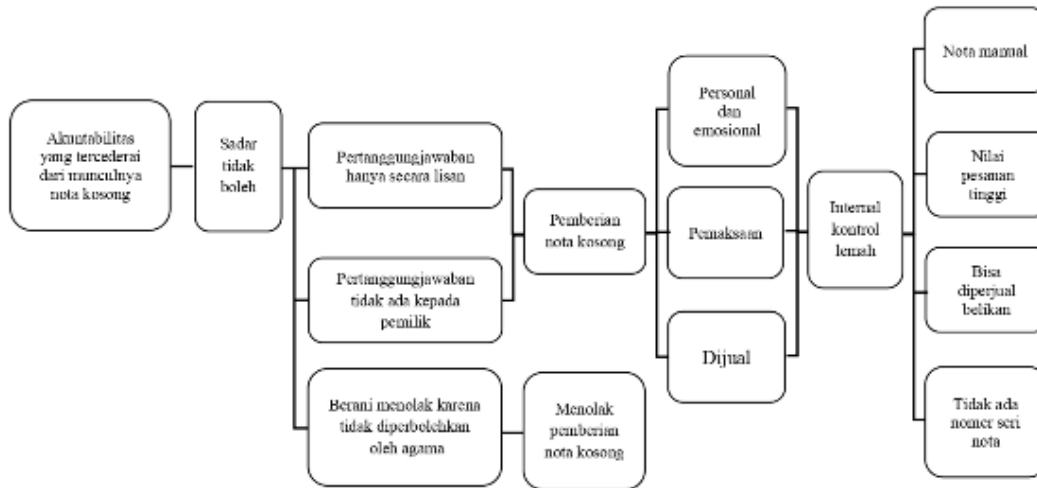 Akuntabilitas
yang tercederai
dari munculnya
nota kosong
Sadar
tidak
boleh
Pertanggungjawaban
hanya secara lisan
Pertanggungjawaban
tidak ada kepada
pemilik
Berani menolak karena
tidak diperbolehkan
oleh agama
Pemberian
nota kosong
Menolak
pemberian
nota kosong
Personal
dan
emosional
Pemaksaan
Dijual
Internal
kontrol
lemah
Nota manual
Nilai
pesanan
tinggi
Bisa
diperjual
belikan
Tidak ada
nomer seri
nota